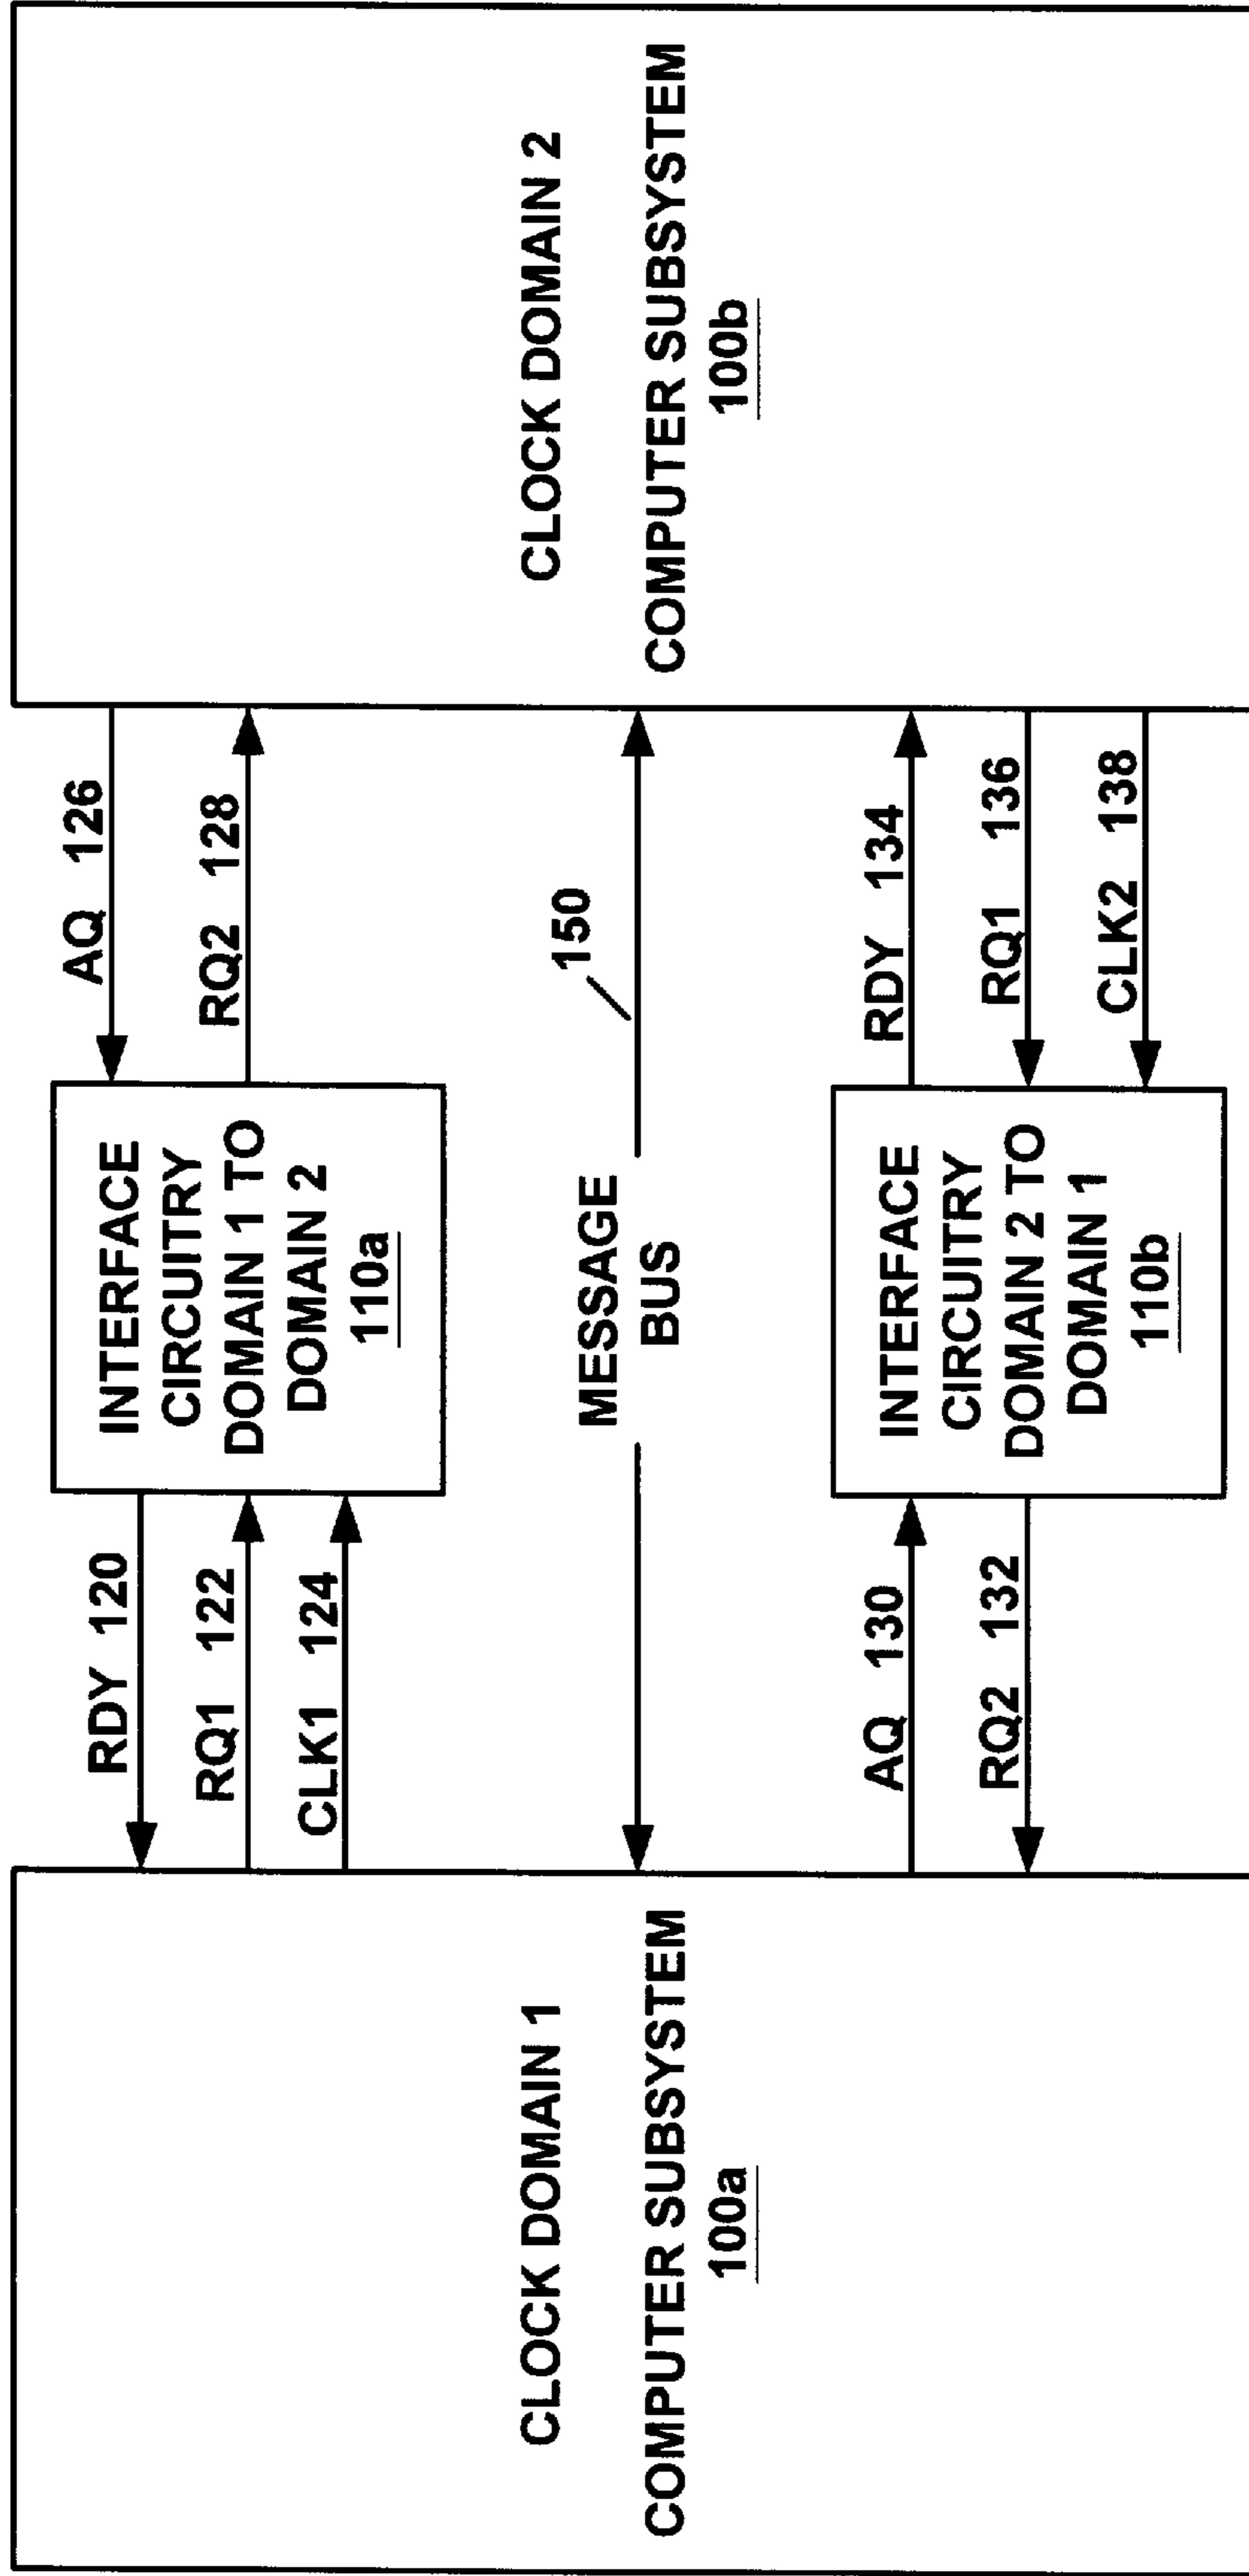 CLOCK DOMAIN 1
COMPUTER SUBSYSTEM
100a
RDY 120
RQ1 122
CLK1 124
INTERFACE
CIRCUITRY
DOMAIN 1 TO
DOMAIN 2
110a
AQ 126
RQ2 128
MESSAGE
BUS
150
AQ 130
RQ2 132
INTERFACE
CIRCUITRY
DOMAIN 2 TO
DOMAIN 1
110b
RDY 134
RQ1 136
CLK2 138
CLOCK DOMAIN 2
COMPUTER SUBSYSTEM
100b